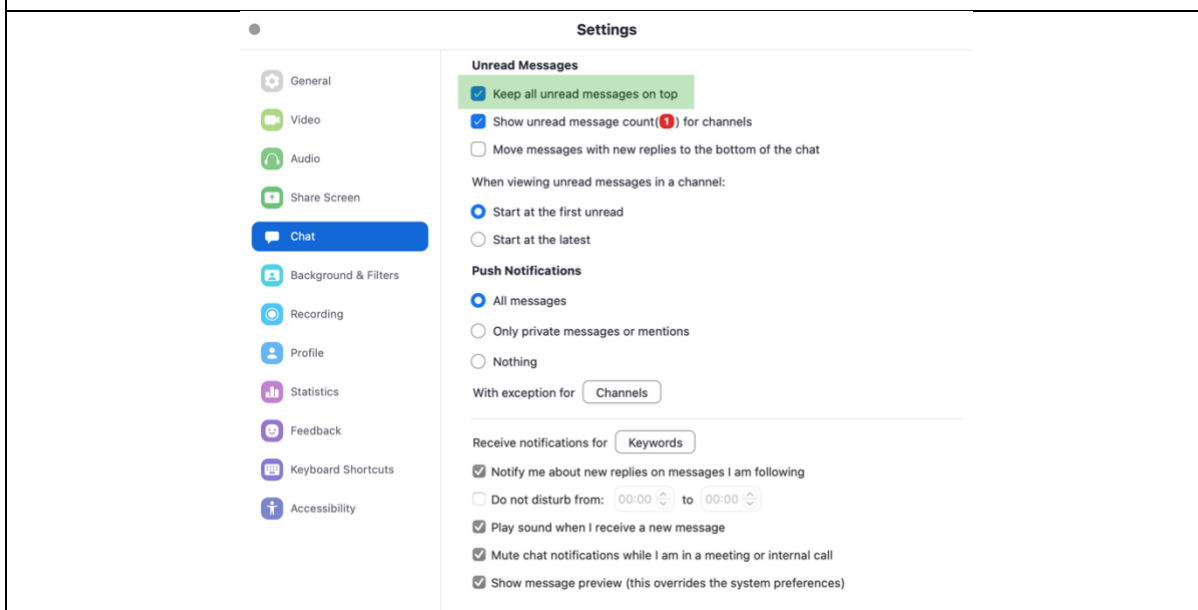 Settings
General
Video
Audio
Share Screen
Chat
Background & Filters
Recording
Profile
Statistics
Feedback
Keyboard Shortcuts
Accessibility
Unread Messages
Keep all unread messages on top
Show unread message count(1) for channels
Move messages with new replies to the bottom of the chat
When viewing unread messages in a channel:
Start at the first unread
Start at the latest
Push Notifications
All messages
Only private messages or mentions
Nothing
With exception for Channels
Receive notifications for Keywords
Notify me about new replies on messages I am following
Do not disturb from: 00:00 to 00:00
Play sound when I receive a new message
Mute chat notifications while I am in a meeting or internal call
Show message preview (this overrides the system preferences)